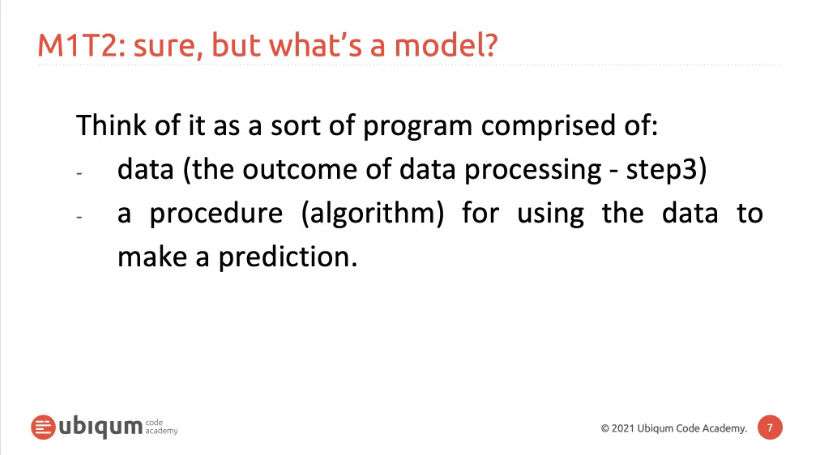 M1T2: sure, but what's a model?
Think of it as a sort of program comprised of:
- data (the outcome of data processing - step3)
- a procedure (algorithm) for using the data to
make a prediction.
ubiqum code
academy
© 2021 Ubiqum Code Academy. 7